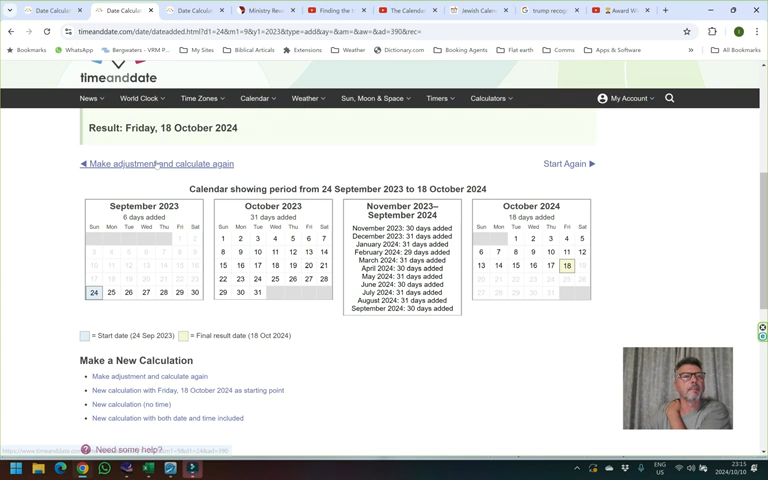 Date Calcul
Date Calcul
Date Calcula
Ministry Rev
Finding the
The Calenda
Jewish Calen
trump recog
Award W
timeanddate.com/date/dateadded.html?d1=24&m1=9&y1=2023&type=add&ay=&am=&aw=&ad=390&rec=
Bookmarks
WhatsApp
Bergwaters - VRM P...
My Sites
Biblical Articals
Extensions
Weather
Dictionary.com
Booking Agents
Flat earth
Comms
Apps & Software
All Bookmarks
timeanddate
News
World Clock
Time Zones
Calendar
Weather
Sun, Moon & Space
Timers
Calculators
My Account
Result: Friday, 18 October 2024
◀ Make adjustment and calculate again
Start Again ▶
Calendar showing period from 24 September 2023 to 18 October 2024
September 2023
6 days added
Sun Mon Tue Wed Thu Fri Sat
1 2
3 4 5 6 7 8 9
10 11 12 13 14 15 16
17 18 19 20 21 22 23
24 25 26 27 28 29 30
October 2023
31 days added
Sun Mon Tue Wed Thu Fri Sat
1 2 3 4 5 6 7
8 9 10 11 12 13 14
15 16 17 18 19 20 21
22 23 24 25 26 27 28
29 30 31
November 2023–
September 2024
November 2023: 30 days added
December 2023: 31 days added
January 2024: 31 days added
February 2024: 29 days added
March 2024: 31 days added
April 2024: 30 days added
May 2024: 31 days added
June 2024: 30 days added
July 2024: 31 days added
August 2024: 31 days added
September 2024: 30 days added
October 2024
18 days added
Sun Mon Tue Wed Thu Fri Sat
1 2 3 4 5
6 7 8 9 10 11 12
13 14 15 16 17 18 19
20 21 22 23 24 25 26
27 28 29 30 31
= Start date (24 Sep 2023)
= Final result date (18 Oct 2024)
Make a New Calculation
Make adjustment and calculate again
New calculation with Friday, 18 October 2024 as starting point
New calculation (no time)
New calculation with both date and time included
Need some help?
ENG
US
23:15
2024/10/10